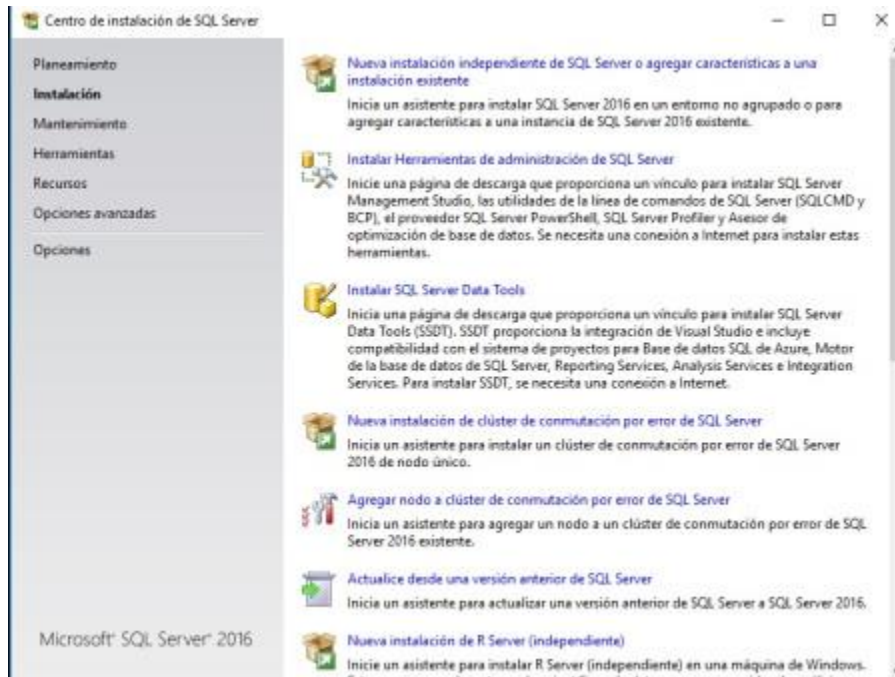 Centro de instalación de SQL Server
Planeamiento
Instalación
Mantenimiento
Herramientas
Recursos
Opciones avanzadas
Opciones
Microsoft® SQL Server® 2016
Nueva instalación independiente de SQL Server o agregar características a una
instalación existente
Inicia un asistente para instalar SQL Server 2016 en un entorno no agrupado o para
agregar características a una instancia de SQL Server 2016 existente.
Instalar Herramientas de administración de SQL Server
Inicie una página de descarga que proporciona un vínculo para instalar SQL Server
Management Studio, las utilidades de la línea de comandos de SQL Server (SQLCMD y
BCP), el proveedor SQL Server PowerShell, SQL Server Profiler y Asesor de
optimización de base de datos. Se necesita una conexión a Internet para instalar estas
herramientas.
Instalar SQL Server Data Tools
Inicia una página de descarga que proporciona un vínculo para instalar SQL Server
Data Tools (SSDT). SSDT proporciona la integración de Visual Studio e incluye
compatibilidad con el sistema de proyectos para Base de datos SQL de Azure, Motor
de la base de datos de SQL Server, Reporting Services, Analysis Services e Integration
Services. Para instalar SSDT, se necesita una conexión a Internet.
Nueva instalación de clúster de conmutación por error de SQL Server
Inicia un asistente para instalar un clúster de conmutación por error de SQL Server
2016 de nodo único.
Agregar nodo a clúster de conmutación por error de SQL Server
Inicia un asistente para agregar un nodo a un clúster de conmutación por error de SQL
Server 2016 existente.
Actualice desde una versión anterior de SQL Server
Inicia un asistente para actualizar una versión anterior de SQL Server a SQL Server 2016.
Nueva instalación de R Server (independiente)
Inicie un asistente para instalar R Server (independiente) en una máquina de Windows.